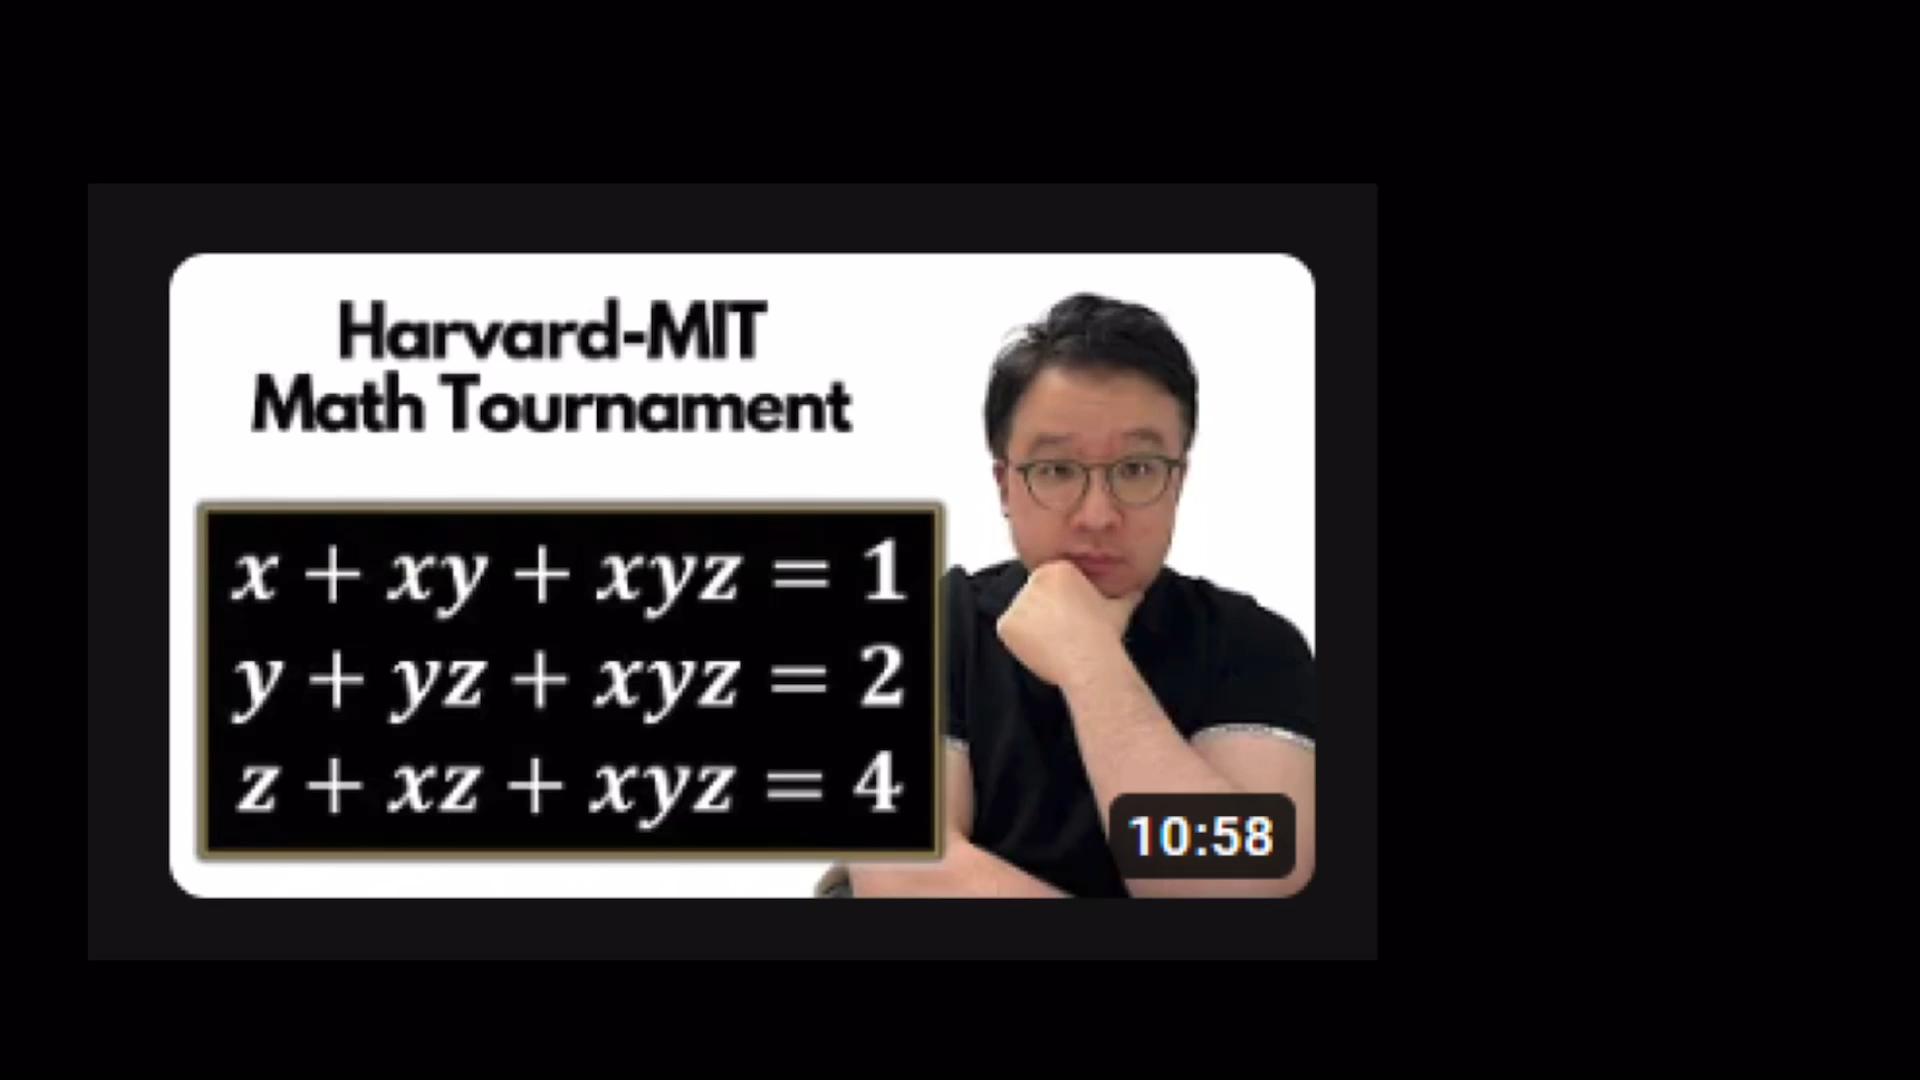 Harvard-MIT
Math Tournament
x + xy + xyz = 1
y + yz + xyz = 2
z + xz + xyz = 4
10:58